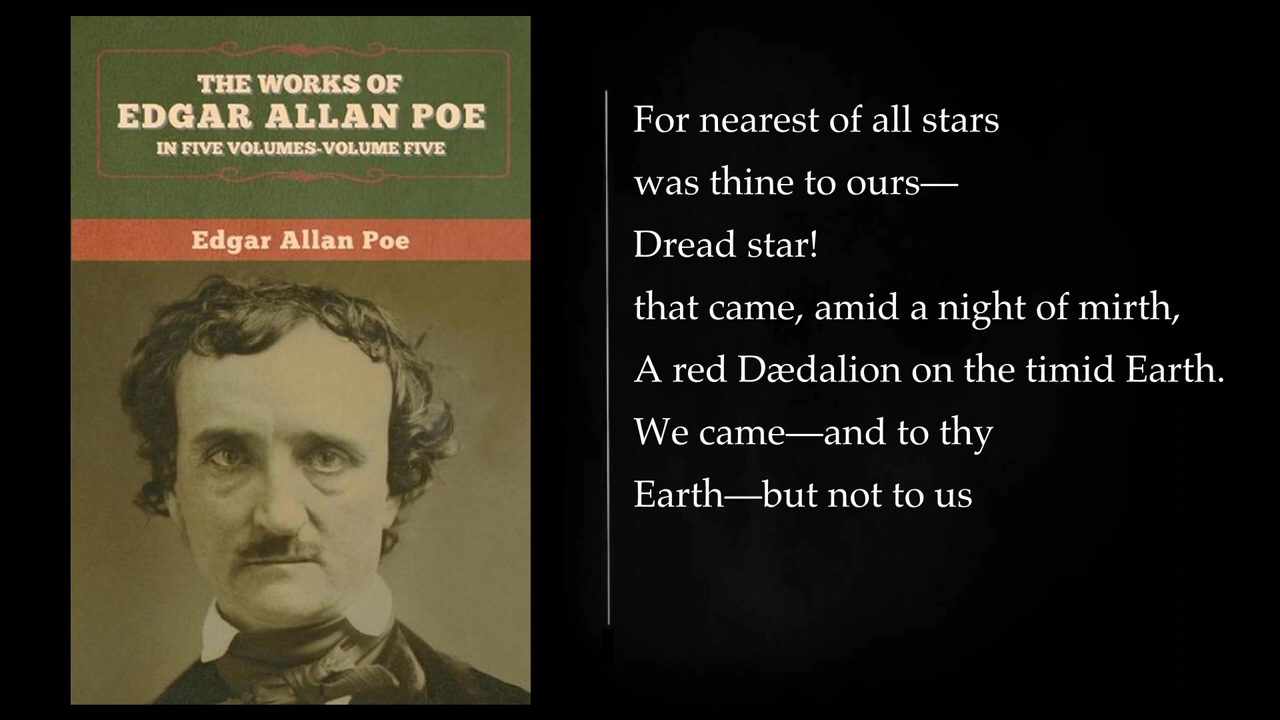 THE WORKS OF
EDGAR ALLAN POE
IN FIVE VOLUMES-VOLUME FIVE
Edgar Allan Poe
For nearest of all stars
was thine to ours—
Dread star!
that came, amid a night of mirth,
A red Dædalion on the timid Earth.
We came—and to thy
Earth—but not to us